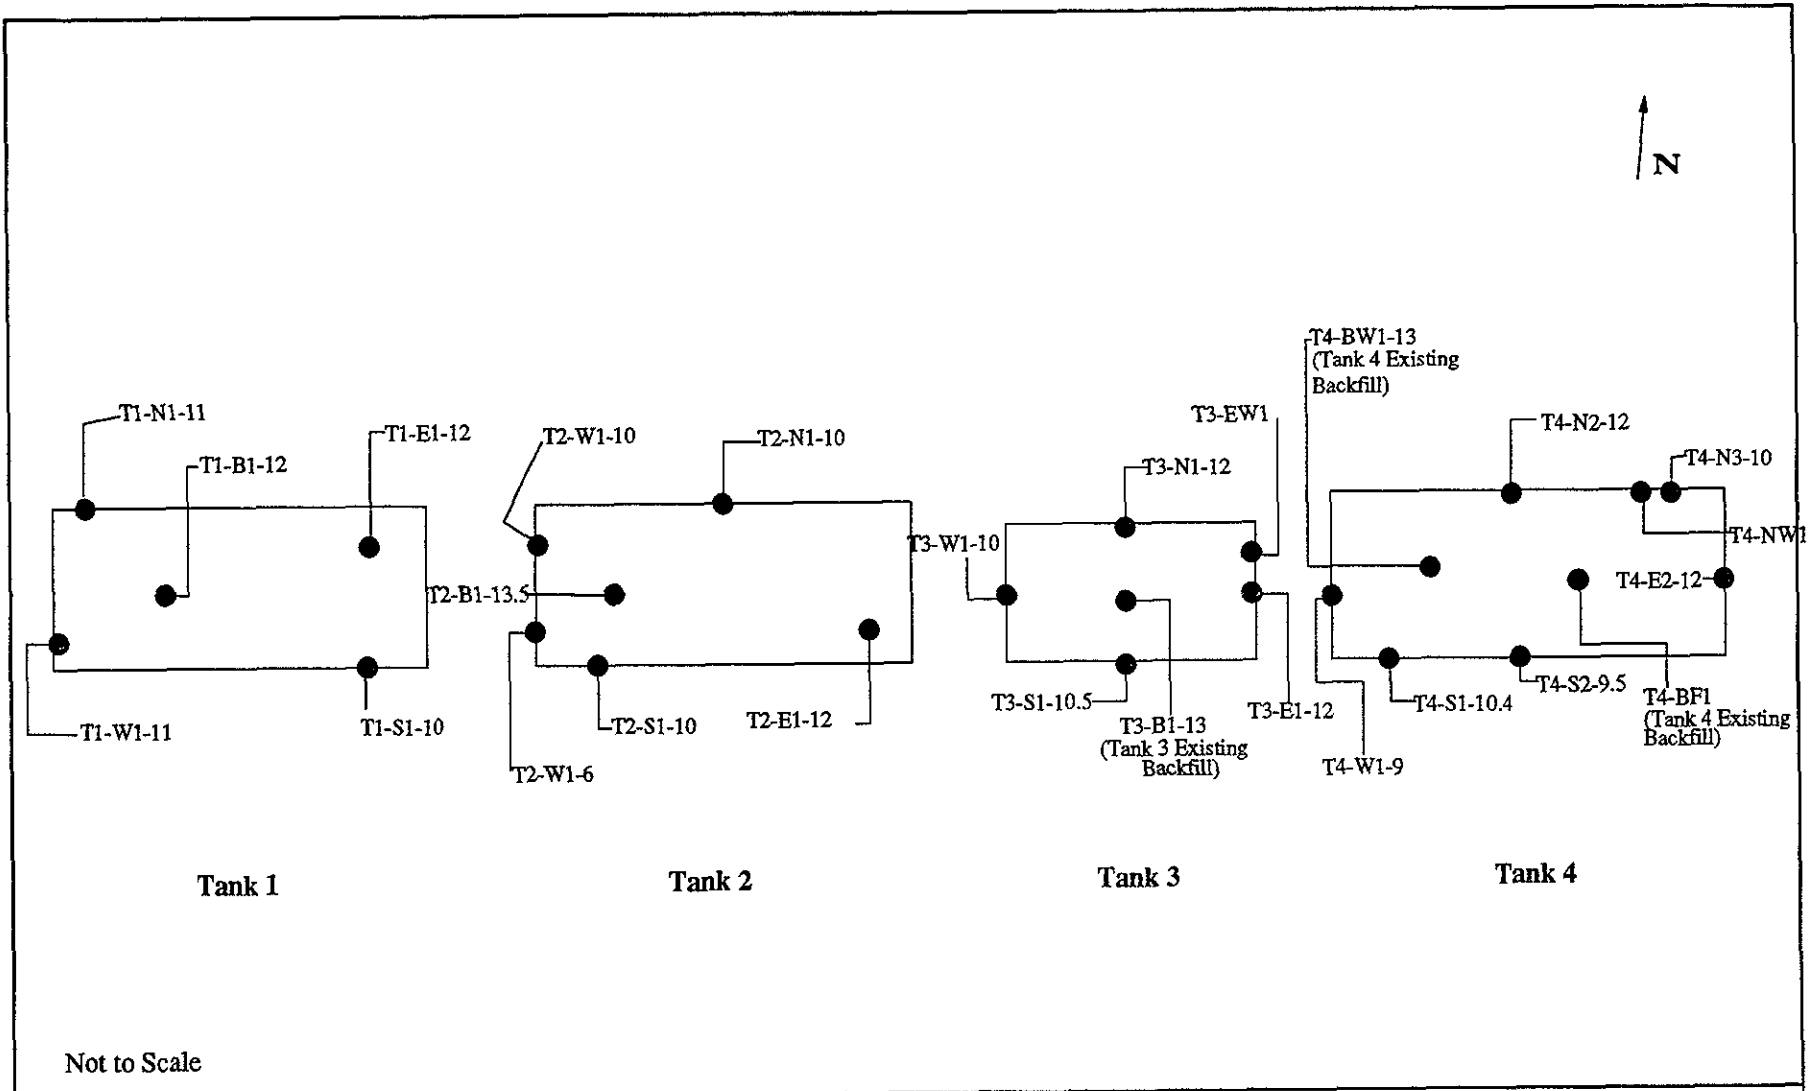 N
T4-BW1-13
(Tank 4 Existing
Backfill)
T1-N1-11
T1-E1-12
T1-B1-12
T2-W1-10
T2-N1-10
T3-EW1
T3-N1-12
T4-N2-12
T4-N3-10
T3-W1-10
T4-NW1
T2-B1-13.5
T4-E2-12
T1-W1-11
T1-S1-10
T2-S1-10
T2-E1-12
T2-W1-6
T3-S1-10.5
T3-B1-13
(Tank 3 Existing
Backfill)
T3-E1-12
T4-S1-10.4
T4-S2-9.5
T4-BF1
(Tank 4 Existing
Backfill)
T4-W1-9
Tank 1
Tank 2
Tank 3
Tank 4
Not to Scale